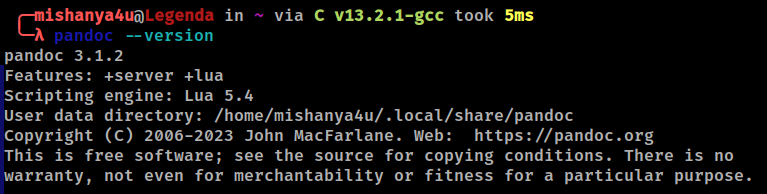 ╭─mishanya4u@Legenda in ~ via C v13.2.1-gcc took 5ms
╰─λ pandoc --version
pandoc 3.1.2
Features: +server +lua
Scripting engine: Lua 5.4
User data directory: /home/mishanya4u/.local/share/pandoc
Copyright (C) 2006-2023 John MacFarlane. Web:  https://pandoc.org
This is free software; see the source for copying conditions. There is no
warranty, not even for merchantability or fitness for a particular purpose.